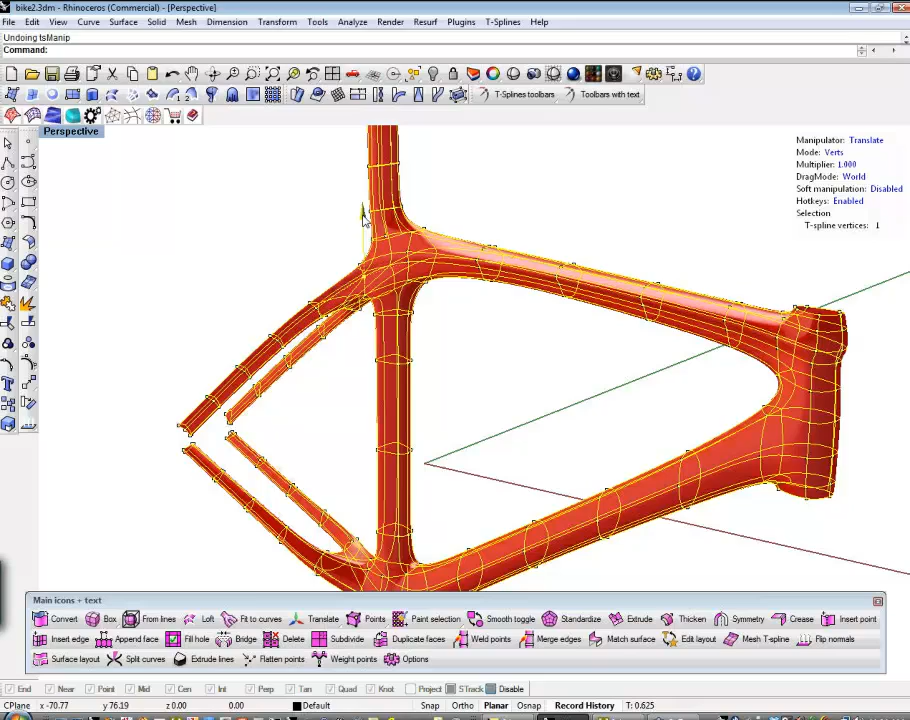 bike2.3dm - Rhinoceros (Commercial) - [Perspective]
File Edit View Curve Surface Solid Mesh Dimension Transform Tools Analyze Render Resurf Plugins T-Splines Help
Undoing tsManip
Command:
T-Splines toolbars Toolbars with text
Perspective
Manipulator: Translate
Mode: Verts
Multiplier: 1.000
DragMode: World
Soft manipulation: Disabled
Hotkeys: Enabled
Selection
T-spline vertices: 1
Main icons + text
Convert Box From lines Loft Fit to curves Translate Points Paint selection Smooth toggle Standardize Extrude Thicken Symmetry Crease Insert point
Insert edge Append face Fill hole Bridge Delete Subdivide Duplicate faces Weld points Merge edges Match surface Edit layout Mesh T-spline Flip normals
Surface layout Split curves Extrude lines Flatten points Weight points Options
End Near Point Mid Cen Int Perp Tan Quad Knot Project STrack Disable
CPlane x -70.77 y 76.19 z 0.00 0.00 Default Snap Ortho Planar Osnap Record History T: 0.625